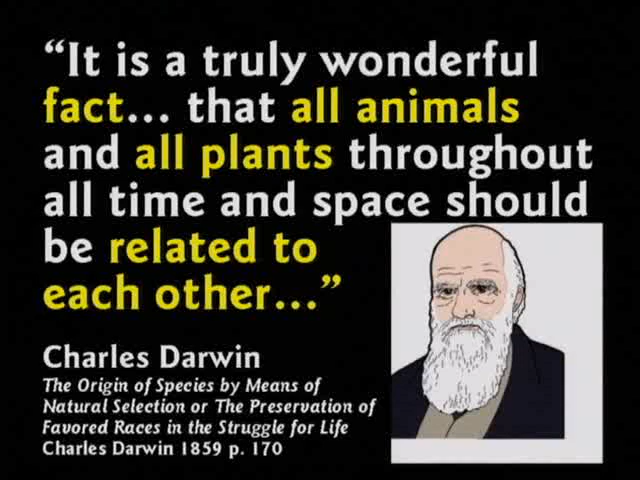 “It is a truly wonderful
fact... that all animals
and all plants throughout
all time and space should
be related to
each other...”
Charles Darwin
The Origin of Species by Means of
Natural Selection or The Preservation of
Favored Races in the Struggle for Life
Charles Darwin 1859 p. 170